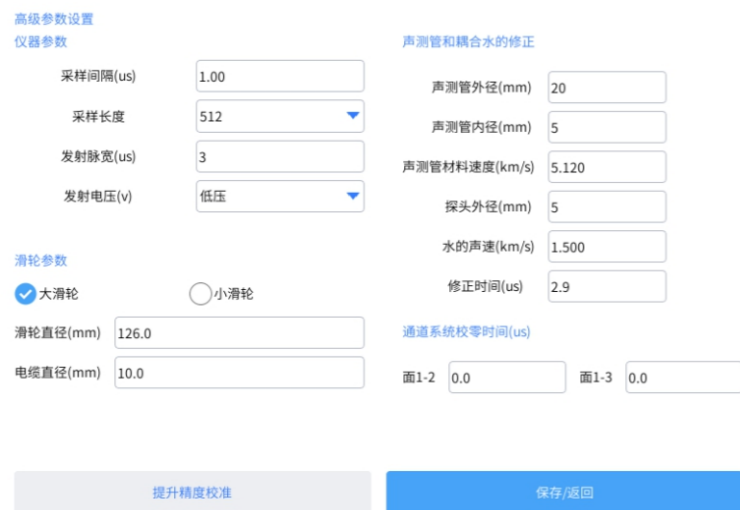 高级参数设置
仪器参数
采样间隔(us) 1.00
采样长度 512
发射脉宽(us) 3
发射电压(v) 低压
滑轮参数
大滑轮 小滑轮
滑轮直径(mm) 126.0
电缆直径(mm) 10.0
声测管和耦合水的修正
声测管外径(mm) 20
声测管内径(mm) 5
声测管材料速度(km/s) 5.120
探头外径(mm) 5
水的声速(km/s) 1.500
修正时间(us) 2.9
通道系统校零时间(us)
面1-2 0.0 面1-3 0.0
提升精度校准 保存/返回